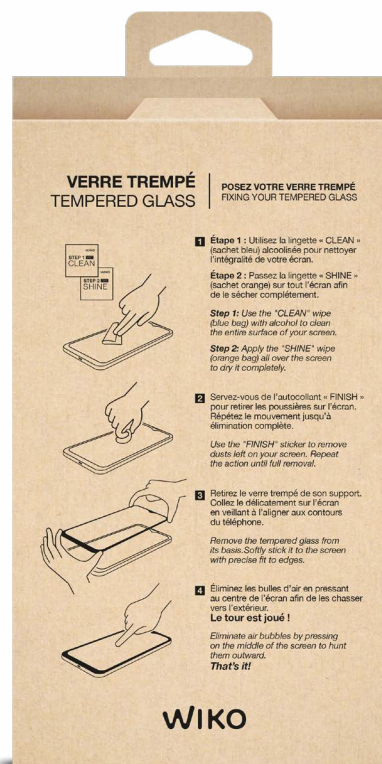 VERRE TREMPÉ
TEMPERED GLASS
POSEZ VOTRE VERRE TREMPÉ
FIXING YOUR TEMPERED GLASS
STEP 1
CLEAN
STEP 2
SHINE
1 Étape 1 : Utilisez la lingette « CLEAN »
(sachet bleu) alcoolisée pour nettoyer
l'intégralité de votre écran.
Étape 2 : Passez la lingette « SHINE »
(sachet orange) sur tout l'écran afin
de le sécher complétement.
Step 1: Use the "CLEAN" wipe
(blue bag) with alcohol to clean
the entire surface of your screen.
Step 2: Apply the "SHINE" wipe
(orange bag) all over the screen
to dry it completely.
2 Servez-vous de l'autocollant « FINISH »
pour retirer les poussières sur l'écran.
Répétez le mouvement jusqu'à
élimination complète.
Use the "FINISH" sticker to remove
dusts left on your screen. Repeat
the action until full removal.
3 Retirez le verre trempé de son support.
Collez le délicatement sur l'écran
en veillant à l'aligner aux contours
du téléphone.
Remove the tempered glass from
its basis.Softly stick it to the screen
with precise fit to edges.
4 Éliminez les bulles d'air en pressant
au centre de l'écran afin de les chasser
vers l'extérieur.
Le tour est joué !
Eliminate air bubbles by pressing
on the middle of the screen to hunt
them outward.
That's it!
WIKO